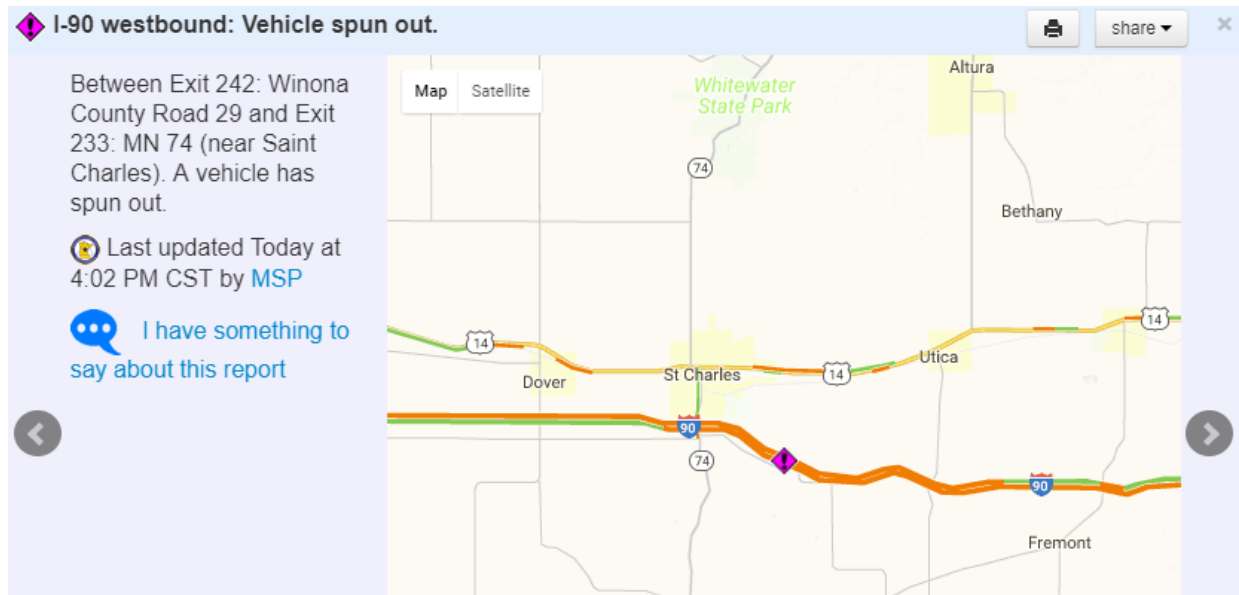 I-90 westbound: Vehicle spun out.
share
×
Between Exit 242: Winona
County Road 29 and Exit
233: MN 74 (near Saint
Charles). A vehicle has
spun out.
Last updated Today at
4:02 PM CST by MSP
I have something to
say about this report
Map Satellite
Whitewater
State Park
Altura
74
Bethany
14
14
Utica
Dover
St Charles
14
90
74
90
Fremont